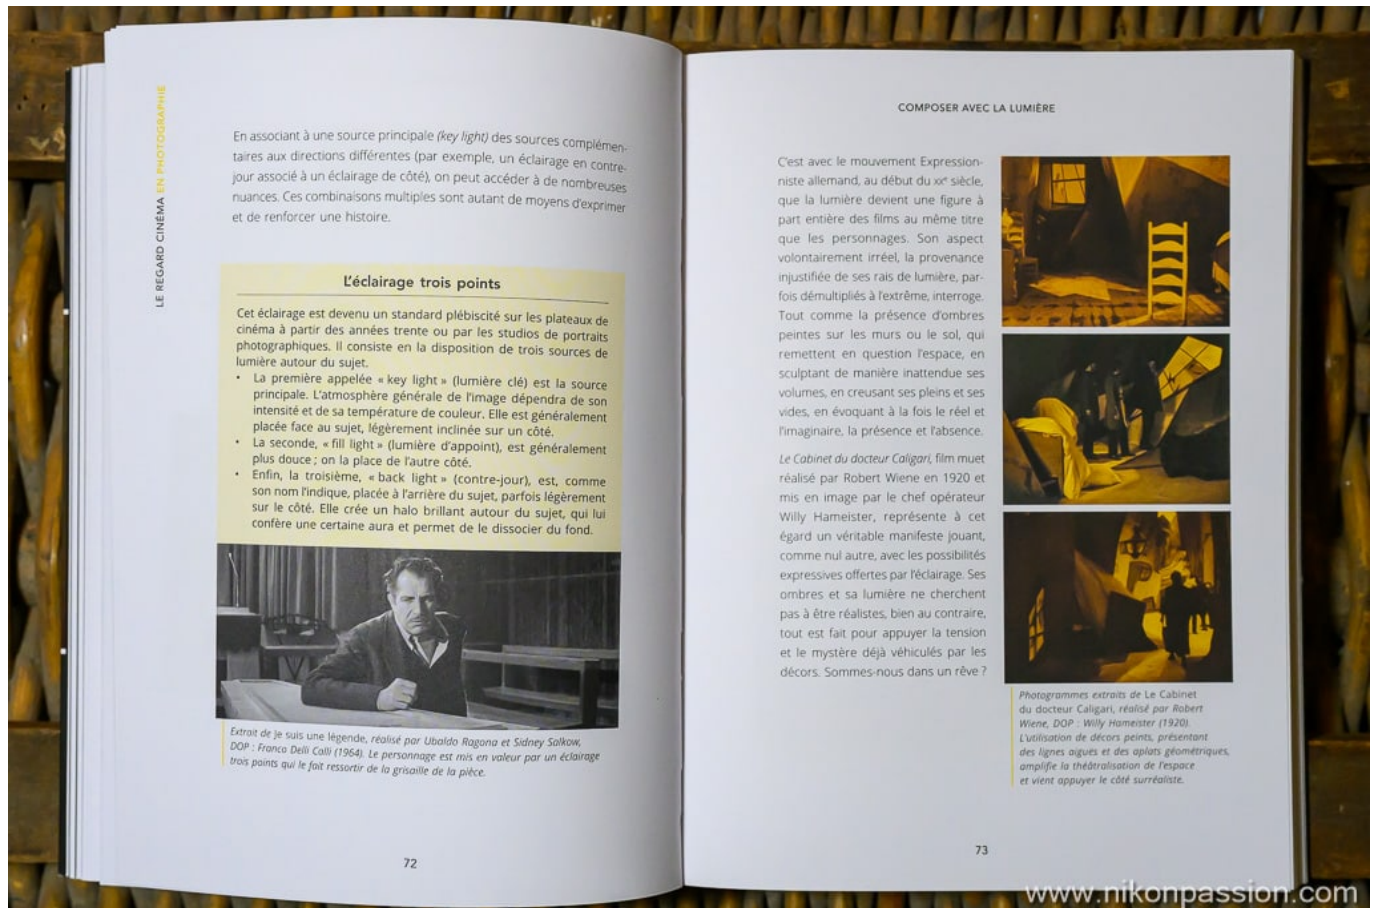 LE REGARD CINÉMA EN PHOTOGRAPHIE
En associant à une source principale (key light) des sources complémen-
taires aux directions différentes (par exemple, un éclairage en contre-
jour associé à un éclairage de côté), on peut accéder à de nombreuses
nuances. Ces combinaisons multiples sont autant de moyens d'exprimer
et de renforcer une histoire.
L'éclairage trois points
Cet éclairage est devenu un standard plébiscité sur les plateaux de
cinéma à partir des années trente ou par les studios de portraits
photographiques. Il consiste en la disposition de trois sources de
lumière autour du sujet.
• La première appelée « key light » (lumière clé) est la source
principale. L'atmosphère générale de l'image dépendra de son
intensité et de sa température de couleur. Elle est généralement
placée face au sujet, légèrement inclinée sur un côté.
• La seconde, « fill light » (lumière d'appoint), est généralement
plus douce ; on la place de l'autre côté.
• Enfin, la troisième, « back light » (contre-jour), est, comme
son nom l'indique, placée à l'arrière du sujet, parfois légèrement
sur le côté. Elle crée un halo brillant autour du sujet, qui lui
confère une certaine aura et permet de le dissocier du fond.
Extrait de Je suis une légende, réalisé par Ubaldo Ragona et Sidney Salkow,
DOP : Franco Delli Colli (1964). Le personnage est mis en valeur par un éclairage
trois points qui le fait ressortir de la grisaille de la pièce.
72
COMPOSER AVEC LA LUMIÈRE
C'est avec le mouvement Expression-
niste allemand, au début du XXe siècle,
que la lumière devient une figure à
part entière des films au même titre
que les personnages. Son aspect
volontairement irréel, la provenance
injustifiée de ses rais de lumière, par-
fois démultipliés à l'extrême, interroge.
Tout comme la présence d'ombres
peintes sur les murs ou le sol, qui
remettent en question l'espace, en
sculptant de manière inattendue ses
volumes, en creusant ses pleins et ses
vides, en évoquant à la fois le réel et
l'imaginaire, la présence et l'absence.
Le Cabinet du docteur Caligari, film muet
réalisé par Robert Wiene en 1920 et
mis en image par le chef opérateur
Willy Hameister, représente à cet
égard un véritable manifeste jouant,
comme nul autre, avec les possibilités
expressives offertes par l'éclairage. Ses
ombres et sa lumière ne cherchent
pas à être réalistes, bien au contraire,
tout est fait pour appuyer la tension
et le mystère déjà véhiculés par les
décors. Sommes-nous dans un rêve ?
Photogrammes extraits de Le Cabinet
du docteur Caligari, réalisé par Robert
Wiene, DOP : Willy Hameister (1920).
L'utilisation de décors peints, présentant
des lignes aiguës et des aplats géométriques,
amplifie la théâtralisation de l'espace
et vient appuyer le côté surréaliste.
73
www.nikonpassion.com